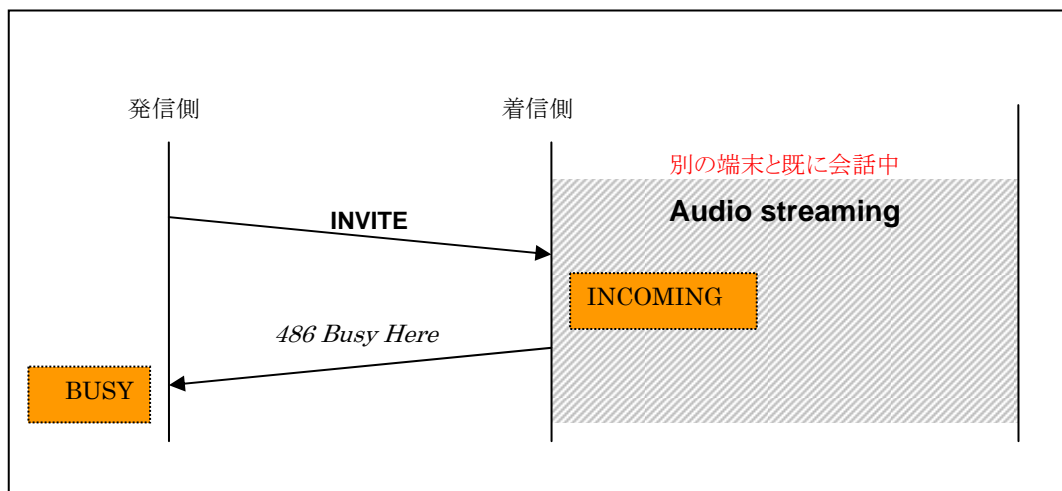 発信側
着信側
別の端末と既に会話中
Audio streaming
INVITE
INCOMING
486 Busy Here
BUSY